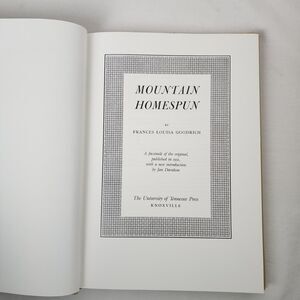 MOUNTAIN
HOMESPUN
BY
FRANCES LOUISA GOODRICH
A facsimile of the original,
published in 1931,
with a new introduction
by Jan Davidson
The University of Tennessee Press
KNOXVILLE